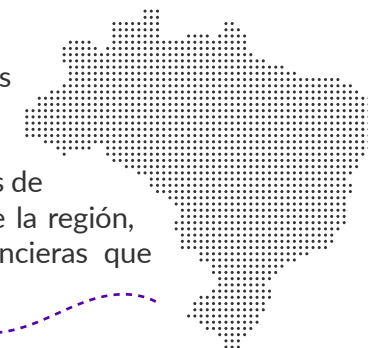 s
s de
e la región,
ncieras que